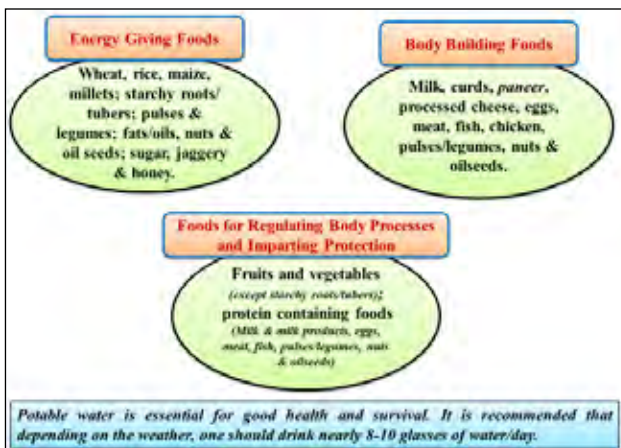 Energy Giving Foods
Wheat, rice, maize,
millets; starchy roots/
tubers; pulses &
legumes; fats/oils, nuts &
oil seeds; sugar, jaggery
& honey.
Body Building Foods
Milk, curds, paneer,
processed cheese, eggs,
meat, fish, chicken,
pulses/legumes, nuts &
oilseeds.
Foods for Regulating Body Processes
and Imparting Protection
Fruits and vegetables
(except starchy roots/tubers);
protein containing foods
(Milk & milk products, eggs,
meat, fish, pulses/legumes, nuts
& oilseeds)
Potable water is essential for good health and survival. It is recommended that
depending on the weather, one should drink nearly 8-10 glasses of water/day.